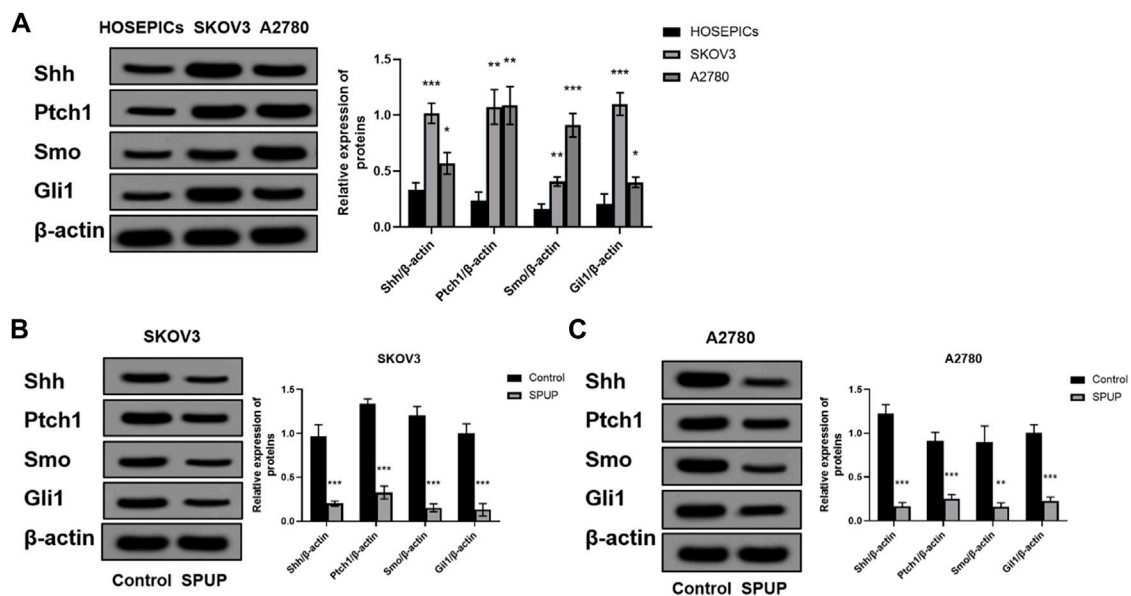 A
HOSEPICs SKOV3 A2780
Shh
Ptch1
Smo
Gli1
β-actin
Relative expression of
proteins
1.5
1.0
0.5
0.0
*** * ** ** ** *** *** *
Shh/β-actin
Ptch1/β-actin
Smo/β-actin
Gil1/β-actin
HOSEPICs
SKOV3
A2780
B
SKOV3
Shh
Ptch1
Smo
Gli1
β-actin
Control SPUP
SKOV3
Relative expression of
proteins
1.5
1.0
0.5
0.0
*** *** *** ***
Shh/β-actin
Ptch1/β-actin
Smo/β-actin
Gil1/β-actin
Control
SPUP
C
A2780
Shh
Ptch1
Smo
Gli1
β-actin
Control SPUP
A2780
Relative expression of
proteins
1.5
1.0
0.5
0.0
*** *** ** ***
Shh/β-actin
Ptch1/β-actin
Smo/β-actin
Gil1/β-actin
Control
SPUP